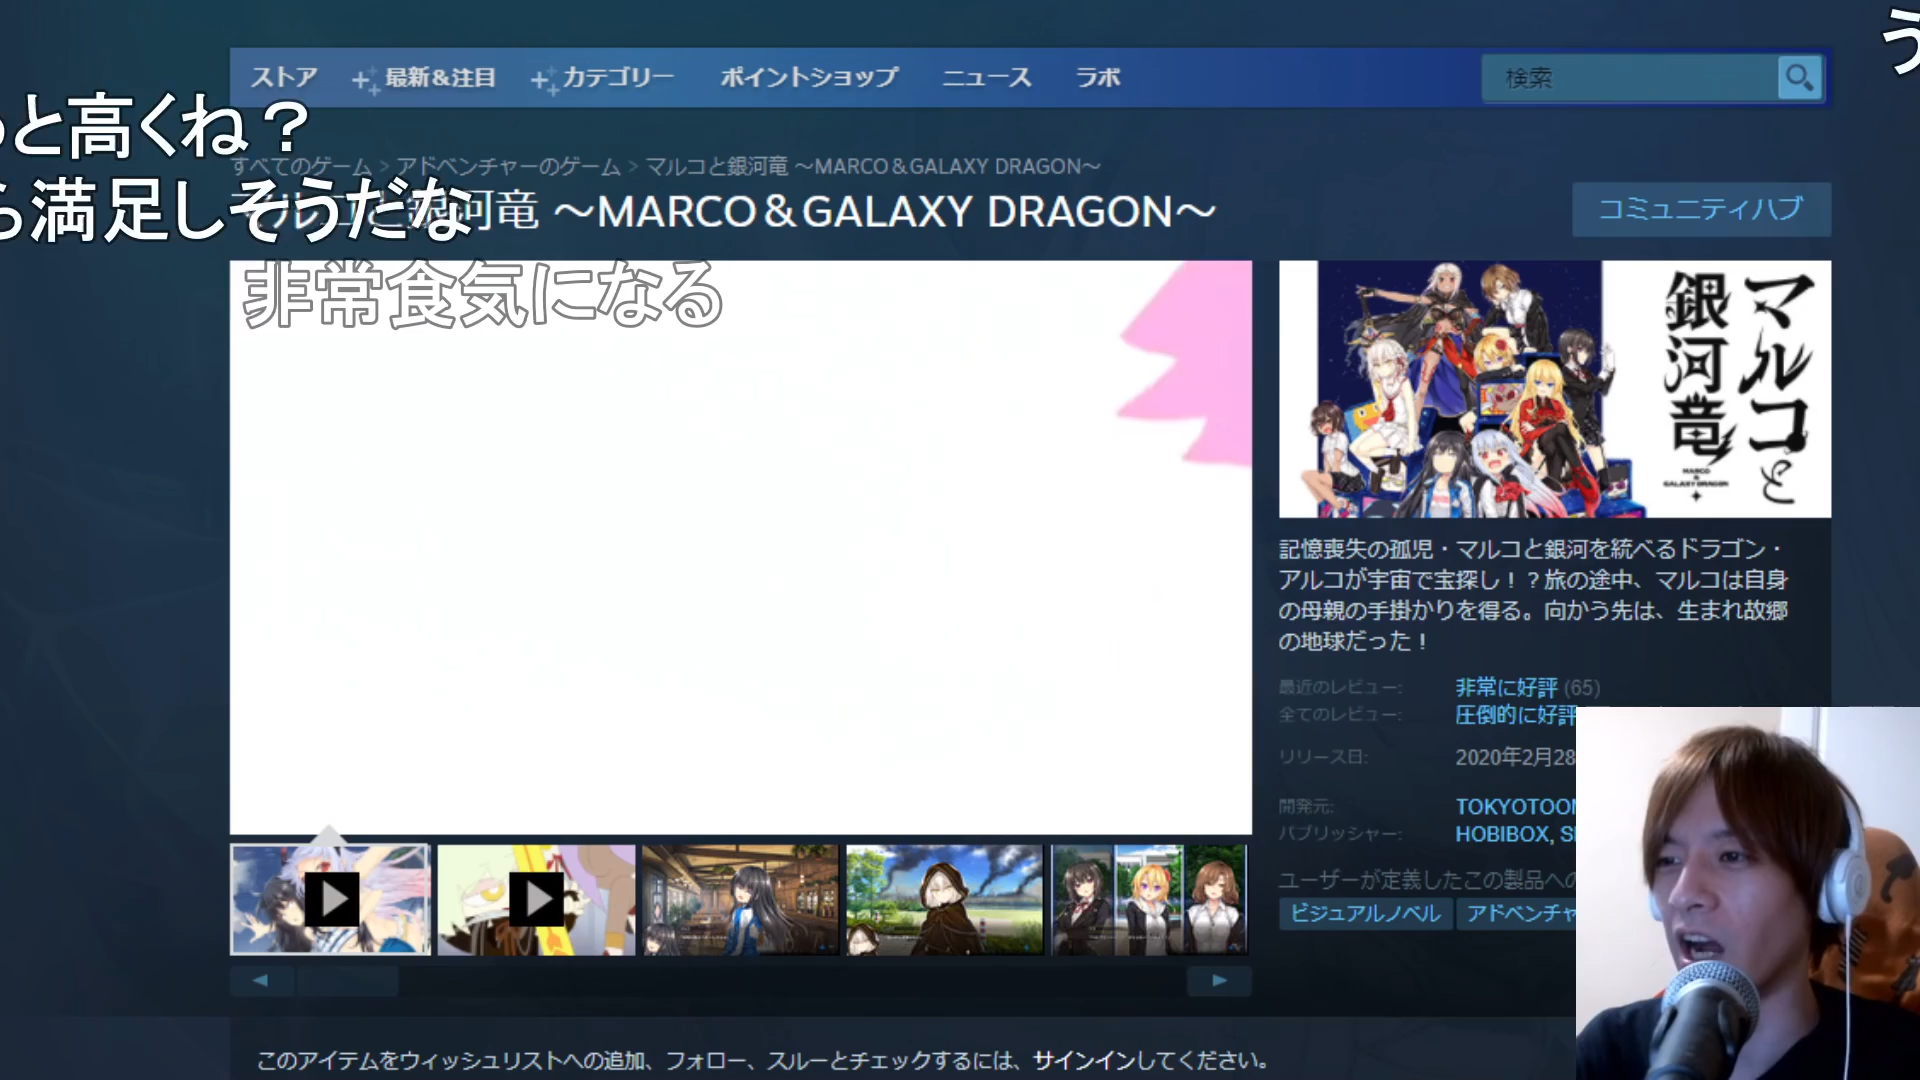 う
ストア
最新&注目
カテゴリー
ポイントショップ
ニュース
ラボ
検索
っと高くね？
すべてのゲーム > アドベンチャーのゲーム > マルコと銀河竜 ～MARCO＆GALAXY DRAGON～
ら満足しそうだな
マルコと銀河竜 ～MARCO＆GALAXY DRAGON～
コミュニティハブ
非常食気になる
マルコと
銀河竜
MARCO
&
GALAXY DRAGON
記憶喪失の孤児・マルコと銀河を統べるドラゴン・
アルコが宇宙で宝探し！？旅の途中、マルコは自身
の母親の手掛かりを得る。向かう先は、生まれ故郷
の地球だった！
最近のレビュー: 非常に好評 (65)
全てのレビュー: 圧倒的に好評
リリース日: 2020年2月28
開発元: TOKYOTOON
パブリッシャー: HOBIBOX, S
ユーザーが定義したこの製品への
ビジュアルノベル
アドベンチャ
このアイテムをウィッシュリストへの追加、フォロー、スルーとチェックするには、サインインしてください。